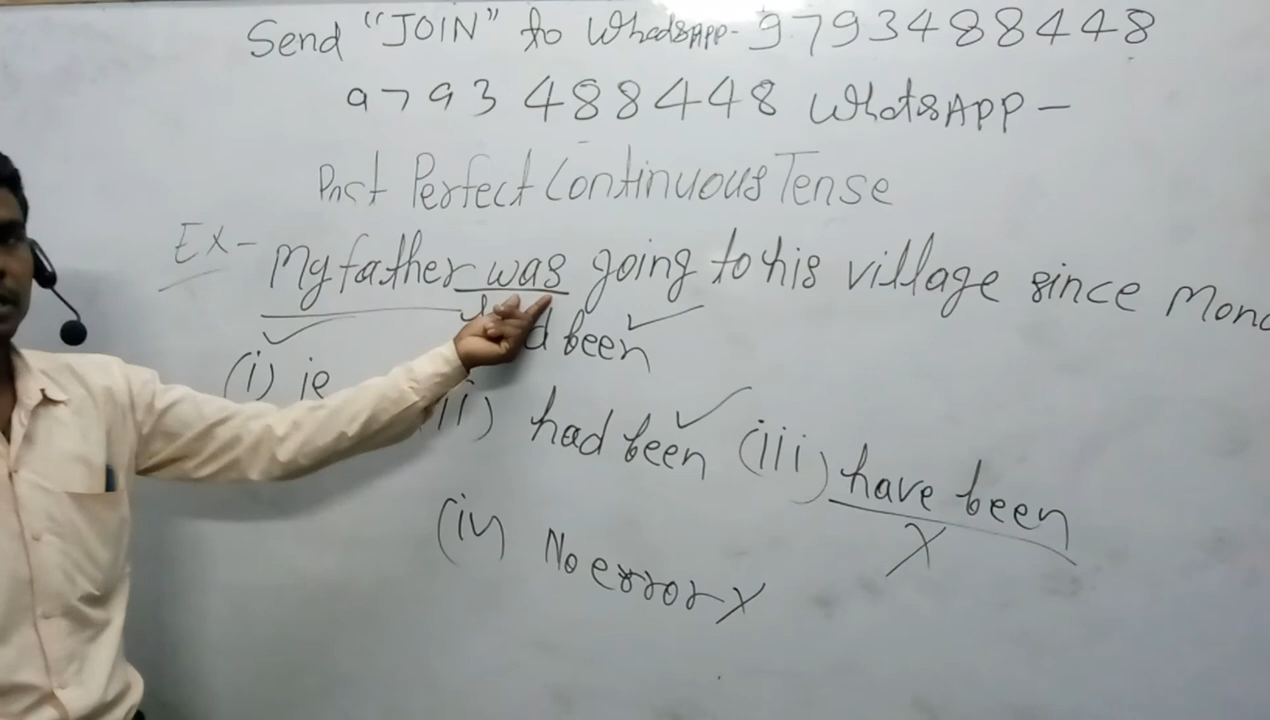 Send "JOIN" to WhatsAPP- 9793488448
9793488448 WhatsAPP-
Past Perfect Continuous Tense
Ex- My father was going to his village since Mond
had been
(i) is (ii) had been (iii) have been
(iv) No error